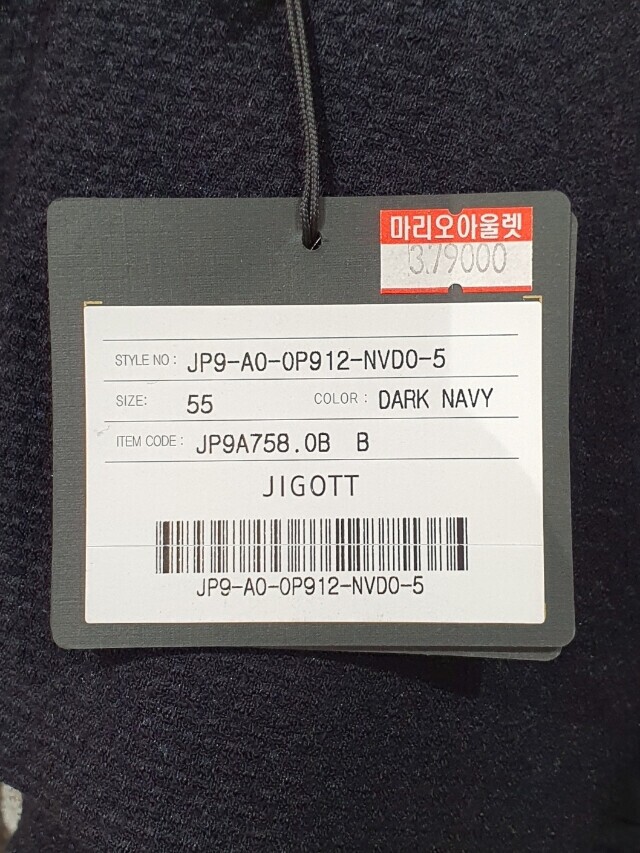 마리오아울렛
379000
STYLE NO: JP9-A0-0P912-NVD0-5
SIZE: 55 COLOR: DARK NAVY
ITEM CODE: JP9A758.0B B
JIGOTT
JP9-A0-0P912-NVD0-5